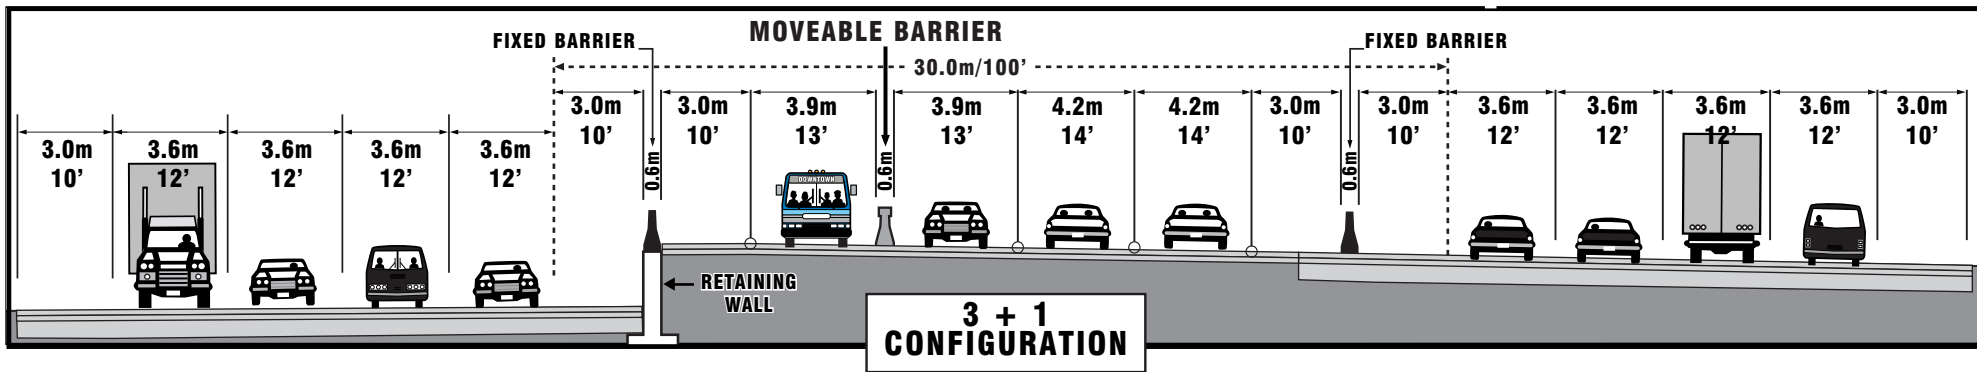 MOVEABLE BARRIER
FIXED BARRIER
FIXED BARRIER
30.0m/100’
3.0m
10’
3.6m
12’
3.6m
12’
3.6m
12’
3.6m
12’
3.0m
10’
0.6m
3.0m
10’
3.9m
13’
0.6m
3.9m
13’
4.2m
14’
4.2m
14’
3.0m
10’
0.6m
3.0m
10’
3.6m
12’
3.6m
12’
3.6m
12’
3.6m
12’
3.0m
10’
DOWNTOWN
RETAINING
WALL
3 + 1
CONFIGURATION